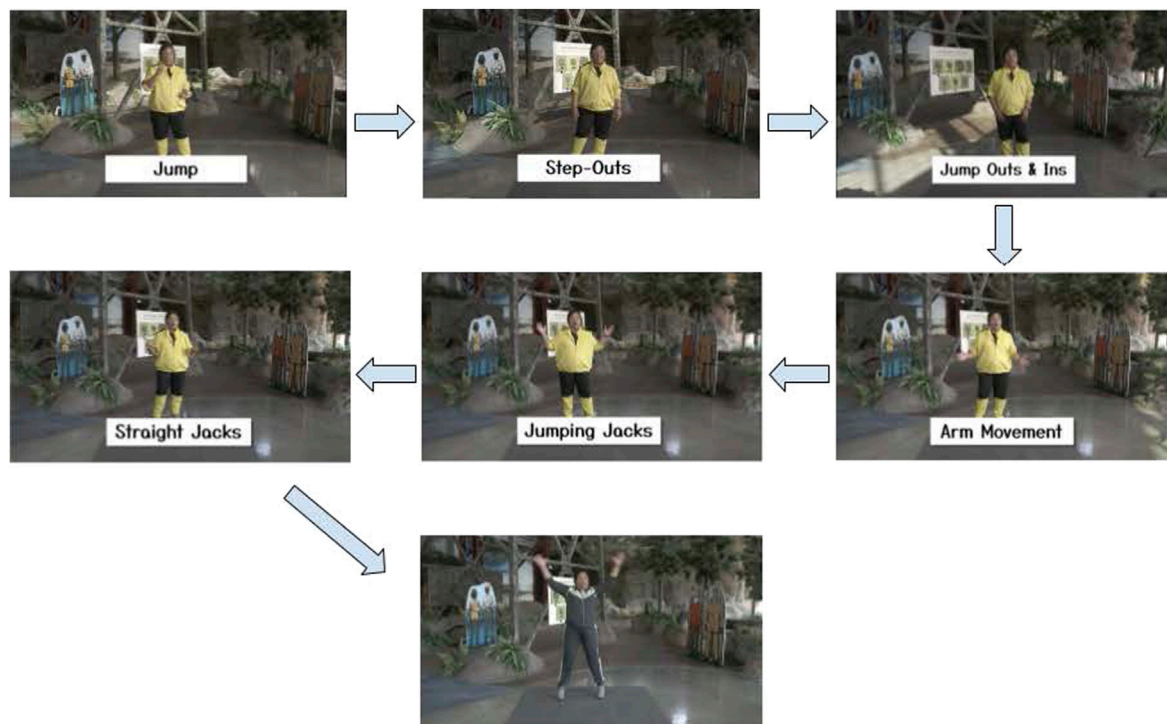 Jump
Step-Outs
Jump Outs & Ins
Arm Movement
Jumping Jacks
Straight Jacks